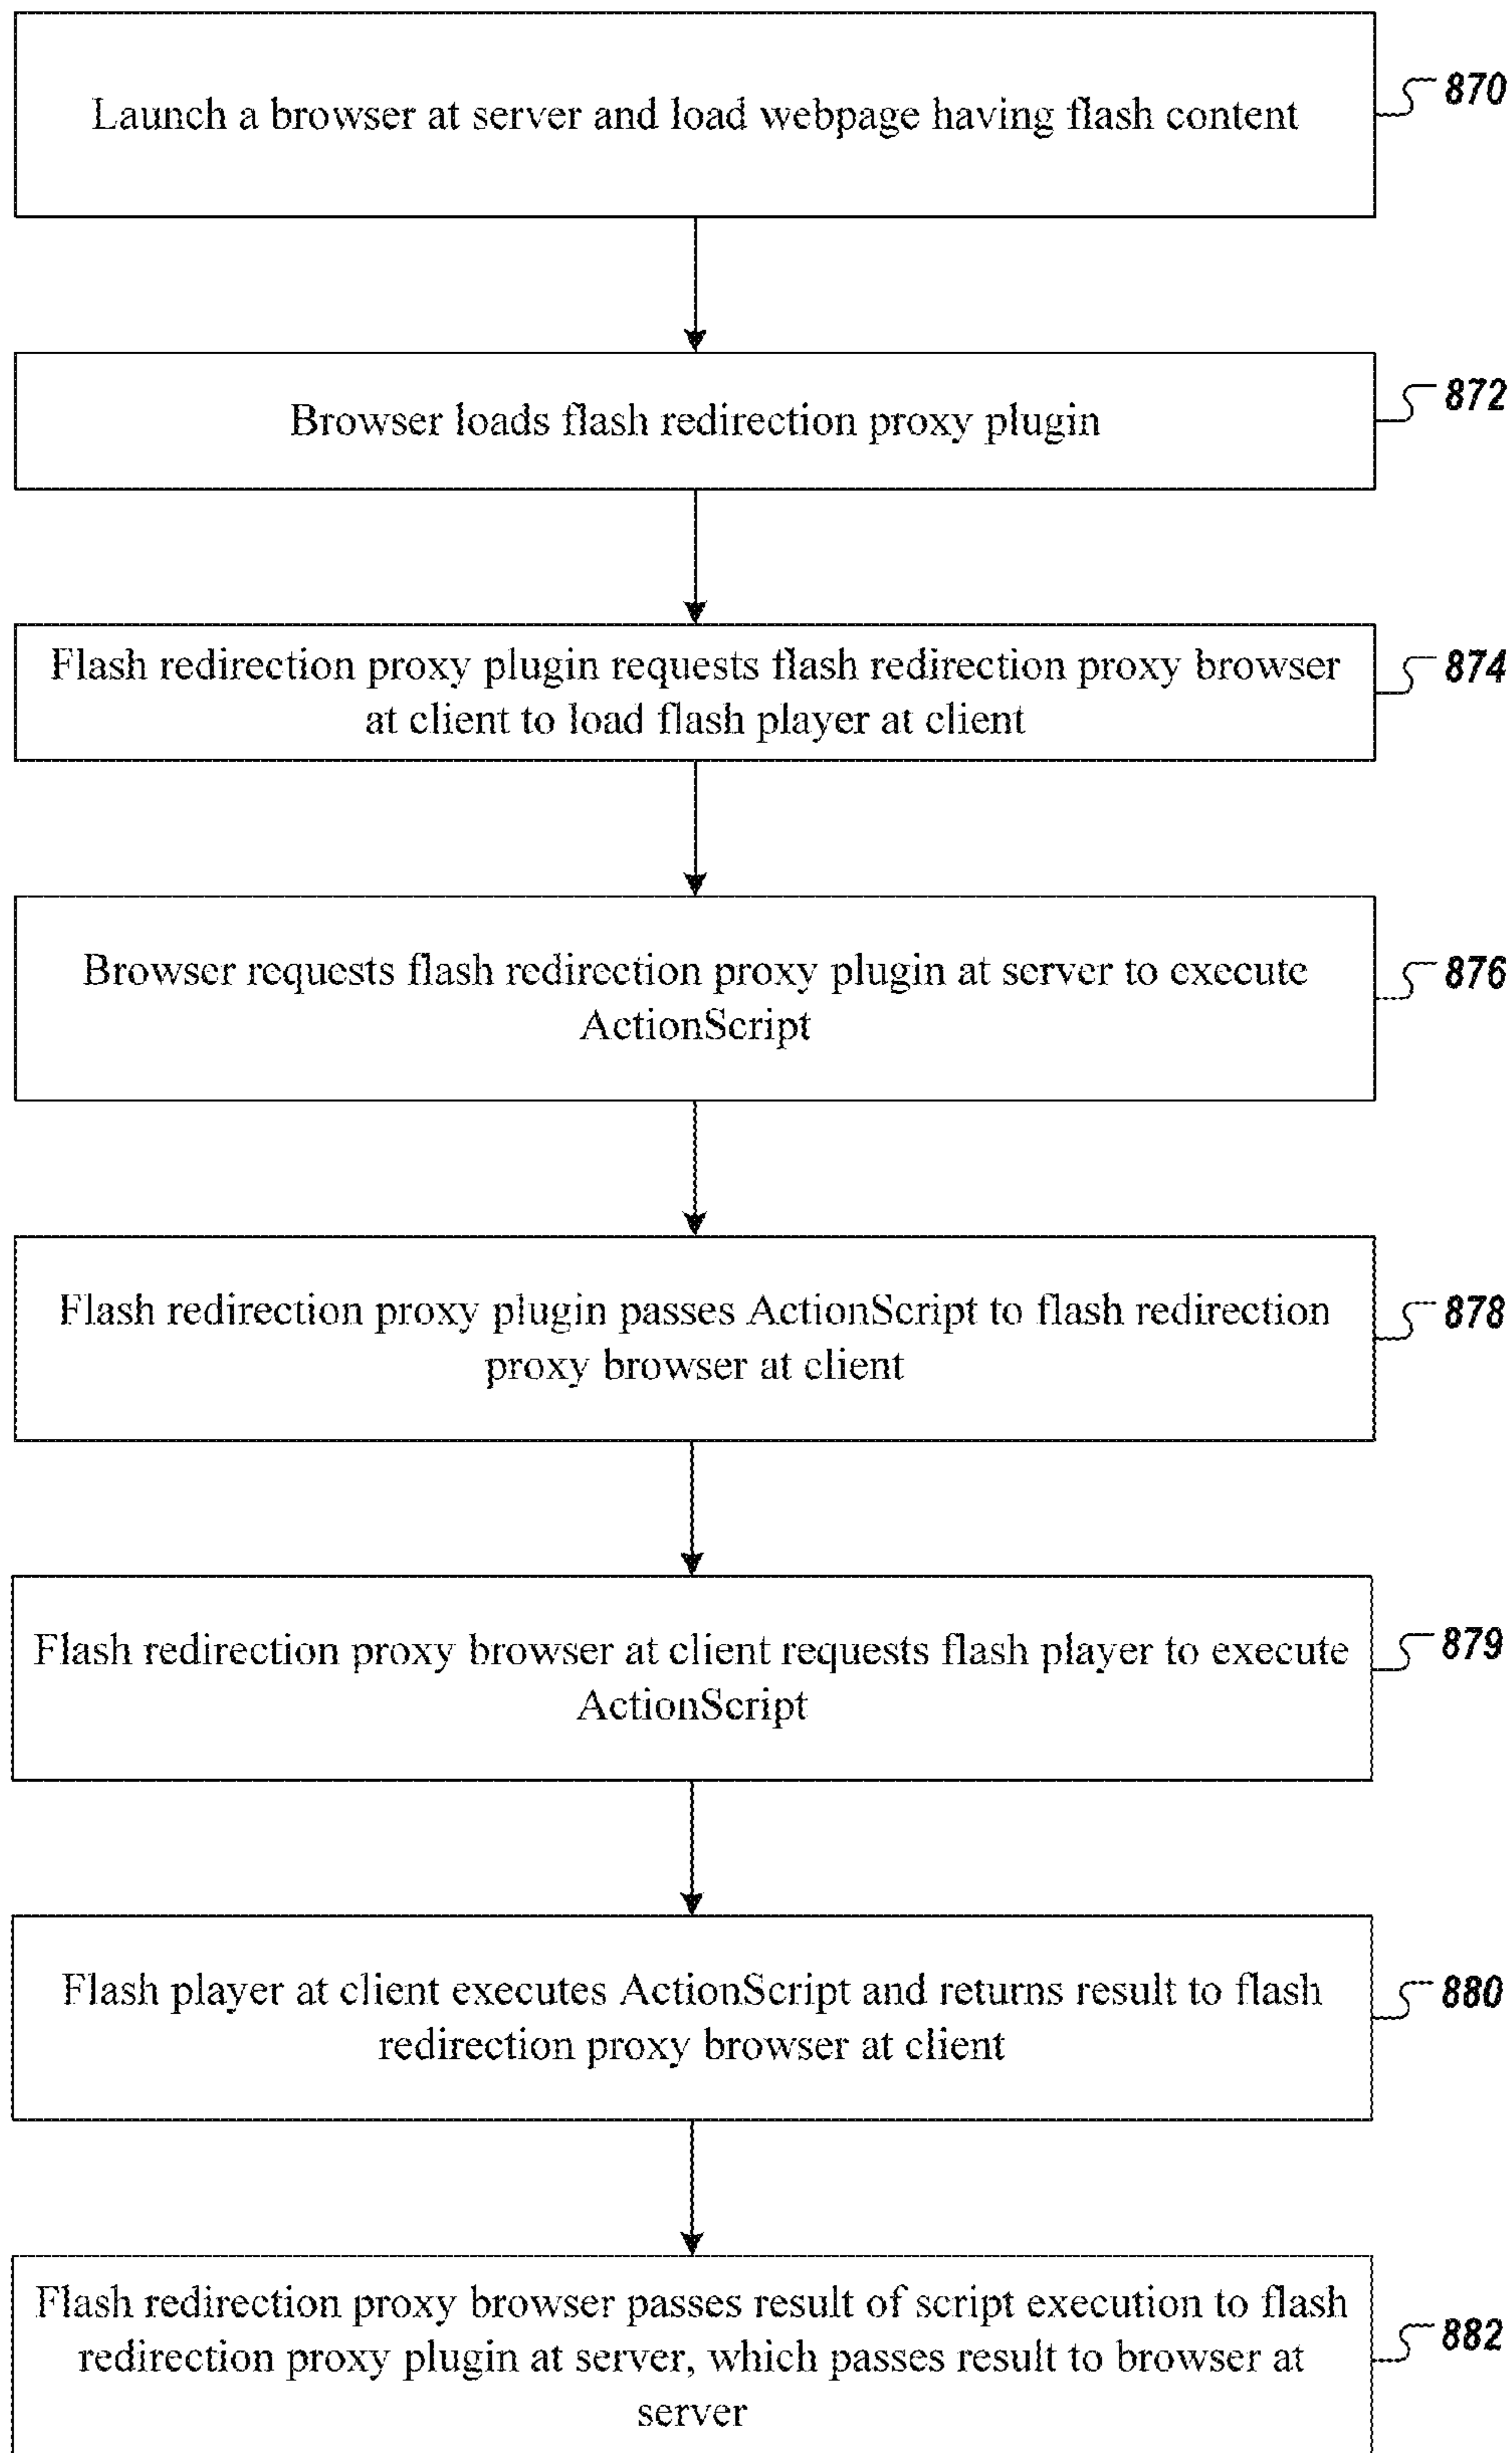 Launch a browser at server and load webpage having flash content
870
Browser loads flash redirection proxy plugin
872
Flash redirection proxy plugin requests flash redirection proxy browser
at client to load flash player at client
874
Browser requests flash redirection proxy plugin at server to execute
ActionScript
876
Flash redirection proxy plugin passes ActionScript to flash redirection
proxy browser at client
878
Flash redirection proxy browser at client requests flash player to execute
ActionScript
879
Flash player at client executes ActionScript and returns result to flash
redirection proxy browser at client
880
Flash redirection proxy browser passes result of script execution to flash
redirection proxy plugin at server, which passes result to browser at
server
882